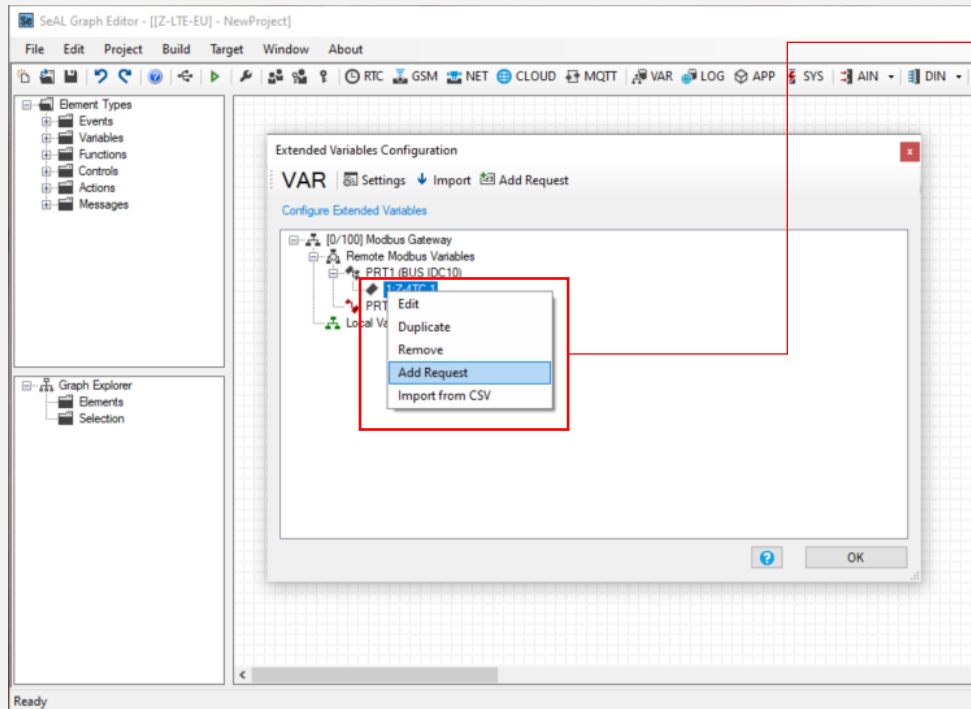 SeAL Graph Editor - [[Z-LTE-EU] - NewProject]
File Edit Project Build Target Window About
RTC GSM NET CLOUD MQTT VAR LOG APP SYS AIN DIN
Element Types
Events
Variables
Functions
Controls
Actions
Messages
Graph Explorer
Elements
Selection
Extended Variables Configuration
x
VAR Settings Import Add Request
Configure Extended Variables
[0/100] Modbus Gateway
Remote Modbus Variables
PRT1 (BUS IDC10)
1-Z-4TC-1
PRT
Local Va
Edit
Duplicate
Remove
Add Request
Import from CSV
? OK
Ready